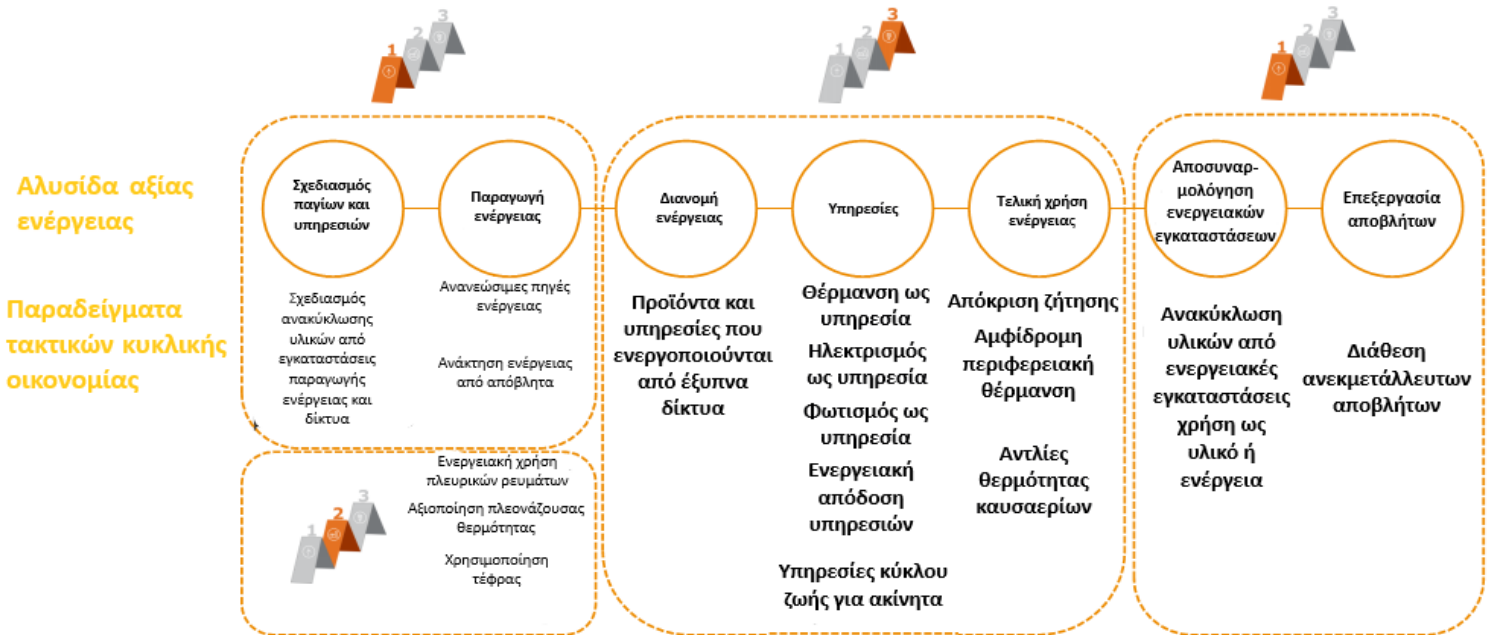 1
2
3
1
2
3
1
2
3
Αλυσίδα αξίας
ενέργειας
Σχεδιασμός
παγίων και
υπηρεσιών
Παραγωγή
ενέργειας
Διανομή
ενέργειας
Υπηρεσίες
Τελική χρήση
ενέργειας
Αποσυναρ-
μολόγηση
ενεργειακών
εγκαταστάσεων
Επεξεργασία
αποβλήτων
Παραδείγματα
τακτικών κυκλικής
οικονομίας
Σχεδιασμός
ανακύκλωσης
υλικών από
εγκαταστάσεις
παραγωγής
ενέργειας και
δίκτυα
Ανανεώσιμες πηγές
ενέργειας
Ανάκτηση ενέργειας
από απόβλητα
1
2
3
Ενεργειακή χρήση
πλευρικών ρευμάτων
Αξιοποίηση πλεονάζουσας
θερμότητας
Χρησιμοποίηση
τέφρας
Προϊόντα και
υπηρεσίες που
ενεργοποιούνται
από έξυπνα
δίκτυα
Θέρμανση ως
υπηρεσία
Ηλεκτρισμός
ως υπηρεσία
Φωτισμός ως
υπηρεσία
Ενεργειακή
απόδοση
υπηρεσιών
Υπηρεσίες κύκλου
ζωής για ακίνητα
Απόκριση ζήτησης
Αμφίδρομη
περιφερειακή
θέρμανση
Αντλίες
θερμότητας
καυσαερίων
Ανακύκλωση
υλικών από
ενεργειακές
εγκαταστάσεις
χρήση ως
υλικό ή
ενέργεια
Διάθεση
ανεκμετάλλευτων
αποβλήτων